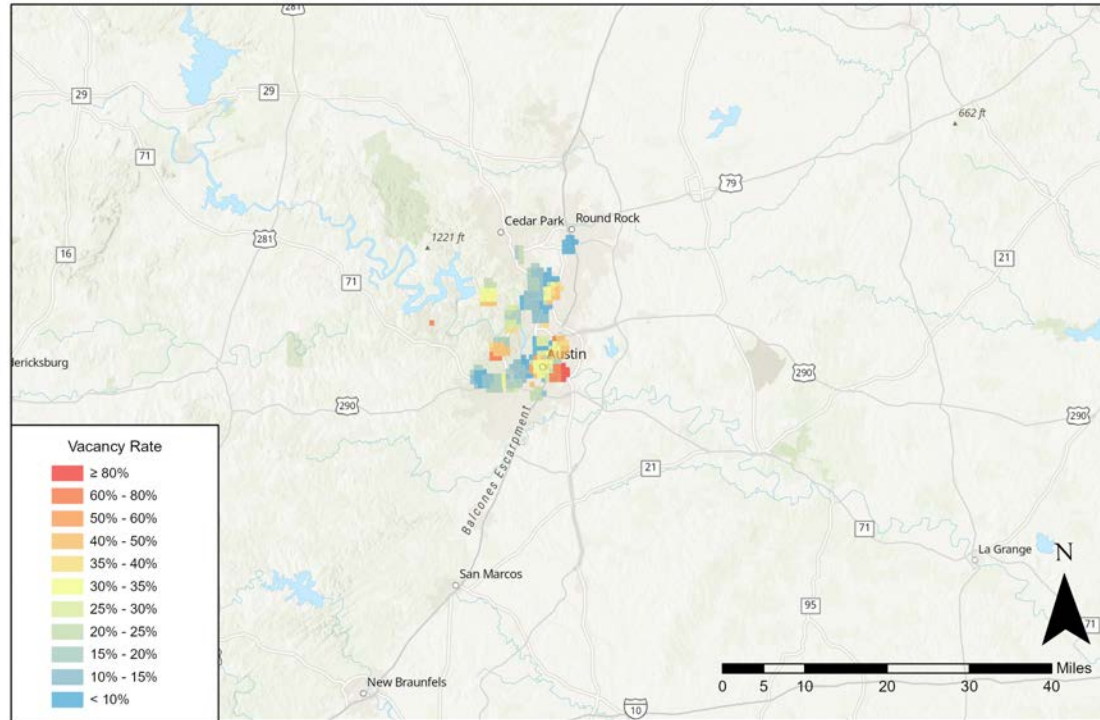 281
29
29
662 ft
71
79
Cedar Park
Round Rock
1221 ft
281
16
21
71
dericksburg
Austin
290
290
290
Vacancy Rate
≥ 80%
60% - 80%
50% - 60%
40% - 50%
35% - 40%
30% - 35%
25% - 30%
20% - 25%
15% - 20%
10% - 15%
< 10%
Balcones Escarpment
21
71
La Grange
N
San Marcos
95
71
Miles
0 5 10 20 30 40
New Braunfels
10